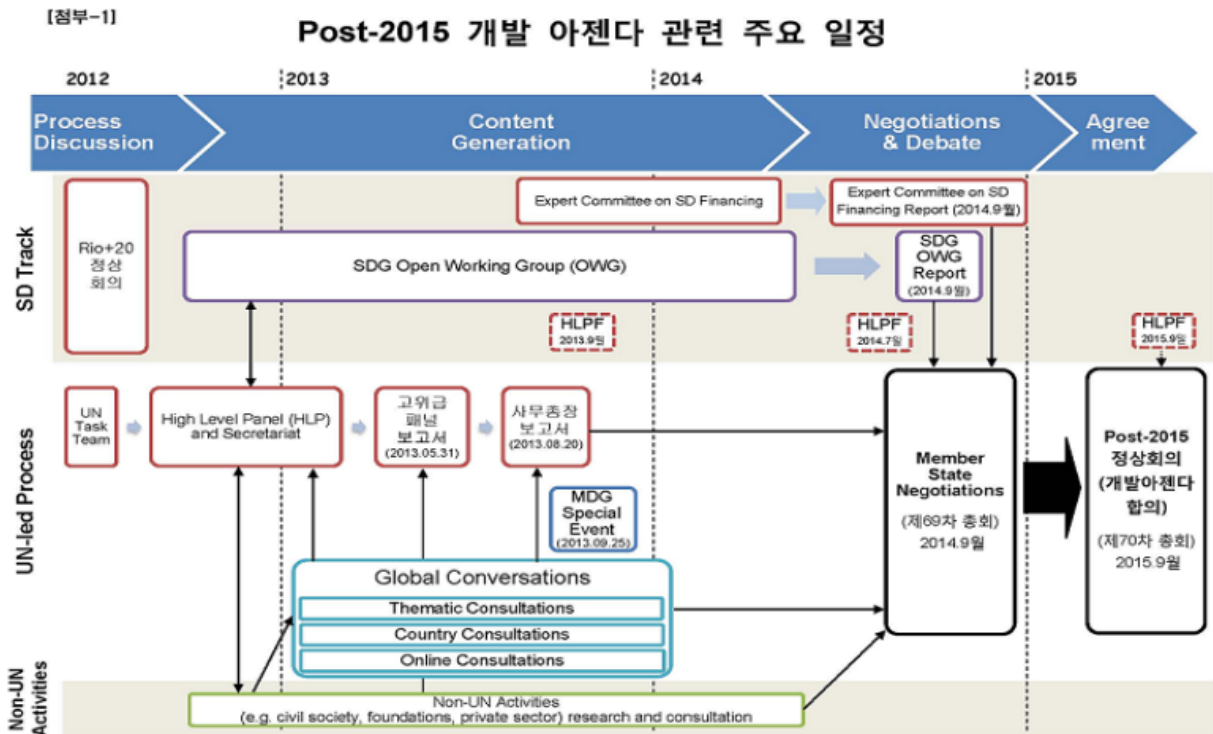 [첨부-1]
Post-2015 개발 아젠다 관련 주요 일정
2012
2013
2014
2015
Process
Discussion
Content
Generation
Negotiations
& Debate
Agree
ment
SD Track
Rio+20
정상
회의
Expert Committee on SD Financing
Expert Committee on SD
Financing Report (2014.9월)
SDG Open Working Group (OWG)
SDG
OWG
Report
(2014.9월)
HLPF
2013.9월
HLPF
2014.7월
HLPF
2015.9월
UN-led Process
UN
Task
Team
High Level Panel (HLP)
and Secretariat
고위급
패널
보고서
(2013.05.31)
사무총장
보고서
(2013.08.20)
MDG
Special
Event
(2013.09.25)
Member
State
Negotiations
(제69차 총회)
2014.9월
Post-2015
정상회의
(개발아젠다
합의)
(제70차 총회)
2015.9월
Global Conversations
Thematic Consultations
Country Consultations
Online Consultations
Non-UN
Activities
Non-UN Activities
(e.g. civil society, foundations, private sector) research and consultation